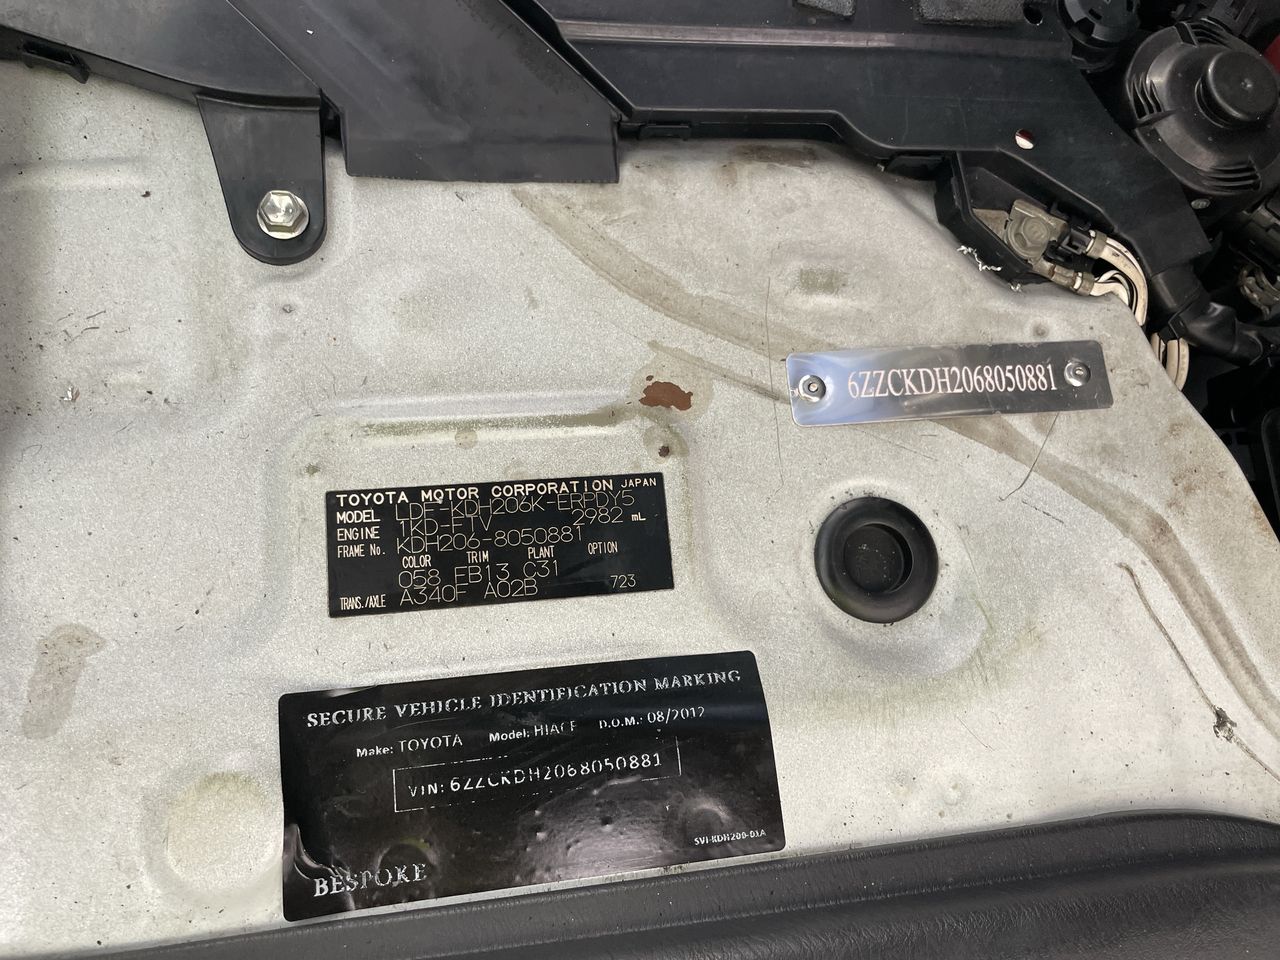 6ZZCKDH2068050881
TOYOTA MOTOR CORPORATION JAPAN
MODEL LDF-KDH206K-ERPDY5
ENGINE 1KD-FTV 2982 mL
FRAME No. KDH206-8050881
COLOR TRIM PLANT OPTION
058 FB13 C31
TRANS./AXLE A340F A02B 723
SECURE VEHICLE IDENTIFICATION MARKING
Make: TOYOTA Model: HIACE D.O.M.: 08/2012
VIN: 6ZZCKDH2068050881
SVI-KDH200-01A
BESPOKE